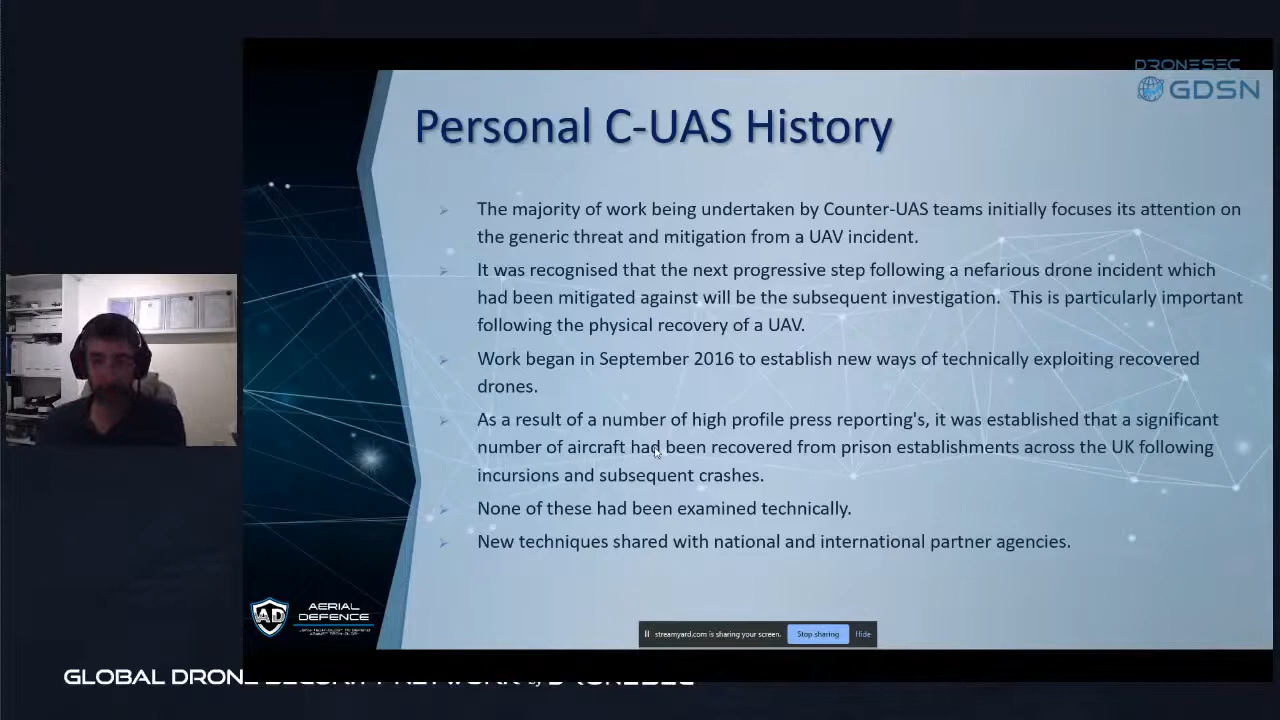 DRONESEC
GDSN
Personal C-UAS History
The majority of work being undertaken by Counter-UAS teams initially focuses its attention on
the generic threat and mitigation from a UAV incident.
It was recognised that the next progressive step following a nefarious drone incident which
had been mitigated against will be the subsequent investigation. This is particularly important
following the physical recovery of a UAV.
Work began in September 2016 to establish new ways of technically exploiting recovered
drones.
As a result of a number of high profile press reporting's, it was established that a significant
number of aircraft had been recovered from prison establishments across the UK following
incursions and subsequent crashes.
None of these had been examined technically.
New techniques shared with national and international partner agencies.
AD
AERIAL
DEFENCE
streamyard.com is sharing your screen.
Stop sharing
Hide
GLOBAL DRONE SECURITY NETWORK by DRONESEC